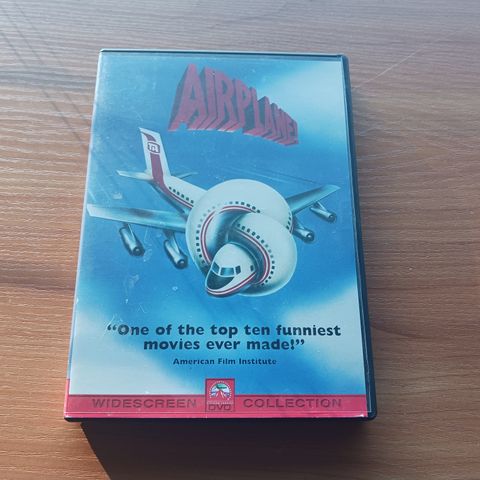 AIRPLANE!
"One of the top ten funniest
movies ever made!"
American Film Institute
WIDESCREEN DVD COLLECTION